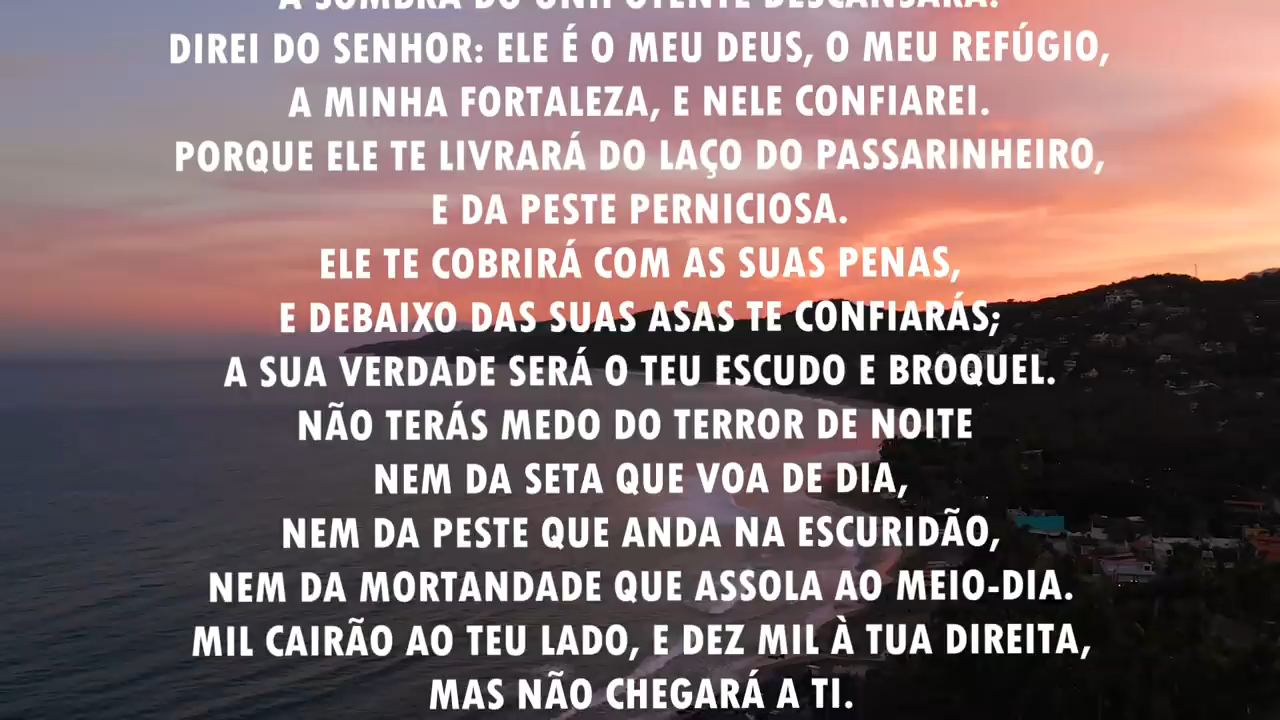 À SOMBRA DO ONIPOTENTE DESCANSARÁ.
DIREI DO SENHOR: ELE É O MEU DEUS, O MEU REFÚGIO,
A MINHA FORTALEZA, E NELE CONFIAREI.
PORQUE ELE TE LIVRARÁ DO LAÇO DO PASSARINHEIRO,
E DA PESTE PERNICIOSA.
ELE TE COBRIRÁ COM AS SUAS PENAS,
E DEBAIXO DAS SUAS ASAS TE CONFIARÁS;
A SUA VERDADE SERÁ O TEU ESCUDO E BROQUEL.
NÃO TERÁS MEDO DO TERROR DE NOITE
NEM DA SETA QUE VOA DE DIA,
NEM DA PESTE QUE ANDA NA ESCURIDÃO,
NEM DA MORTANDADE QUE ASSOLA AO MEIO-DIA.
MIL CAIRÃO AO TEU LADO, E DEZ MIL À TUA DIREITA,
MAS NÃO CHEGARÁ A TI.